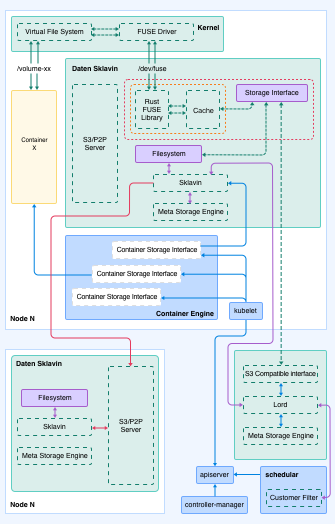 Kernel
Virtual File System
FUSE Driver
/volume-xx
/dev/fuse
Daten Sklavin
Container
X
S3/P2P
Server
Rust
FUSE
Library
Cache
Storage Interface
Filesystem
Sklavin
Meta Storage Engine
Container Storage Interface
Container Storage Interface
Container Storage Interface
Container Engine
Node N
kubelet
Daten Sklavin
Filesystem
Sklavin
Meta Storage Engine
S3/P2P
Server
Node N
S3 Compatible interface
Lord
Meta Storage Engine
apiserver
schedular
Customer Filter
controller-manager